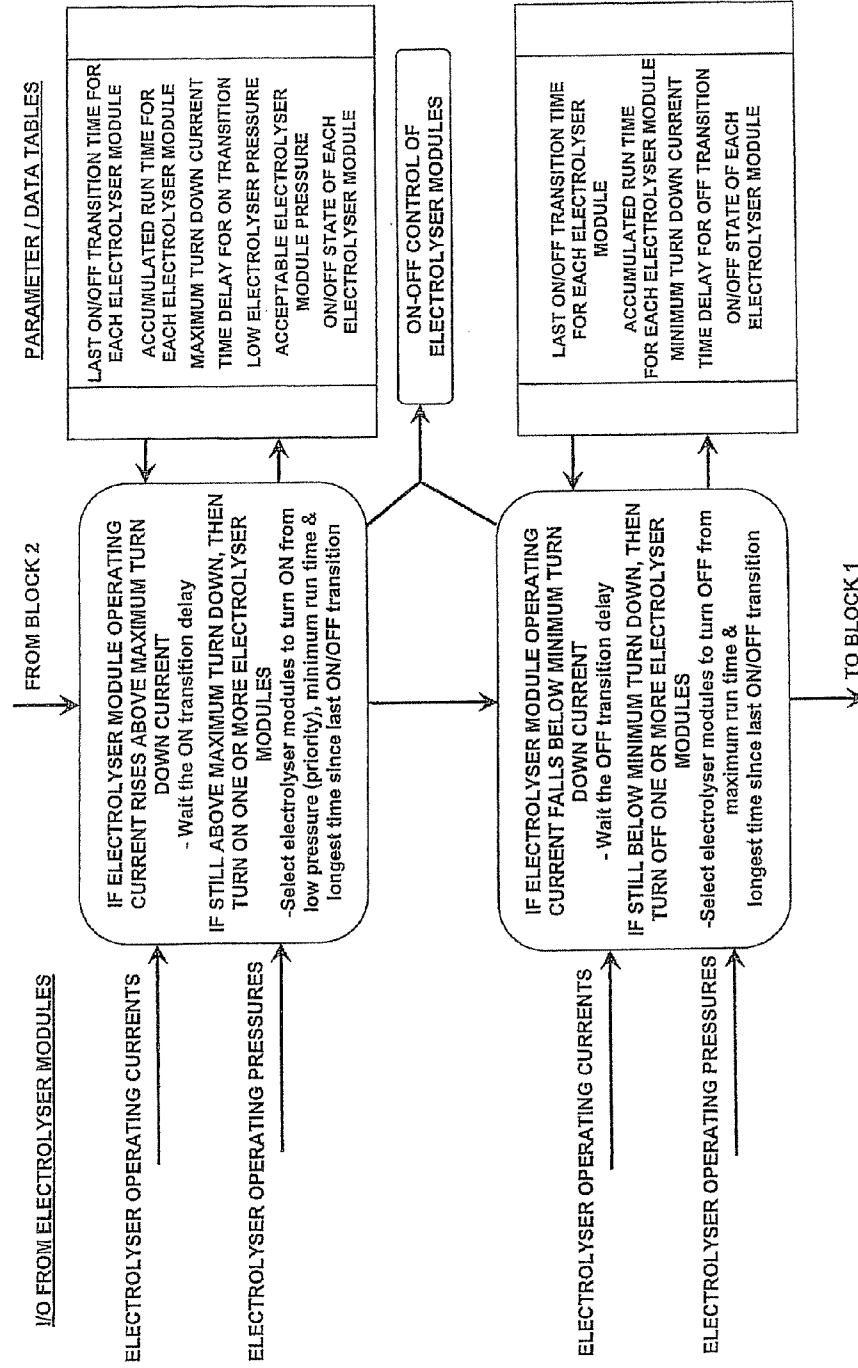 I/O FROM ELECTROLYSER MODULES
FROM BLOCK 2
PARAMETER / DATA TABLES
ELECTROLYSER OPERATING CURRENTS
ELECTROLYSER OPERATING PRESSURES
IF ELECTROLYSER MODULE OPERATING
CURRENT RISES ABOVE MAXIMUM TURN
DOWN CURRENT
- Wait the ON transition delay
IF STILL ABOVE MAXIMUM TURN DOWN, THEN
TURN ON ONE OR MORE ELECTROLYSER
MODULES
-Select electrolyser modules to turn ON from
low pressure (priority), minimum run time &
longest time since last ON/OFF transition
LAST ON/OFF TRANSITION TIME FOR
EACH ELECTROLYSER MODULE
ACCUMULATED RUN TIME FOR
EACH ELECTROLYSER MODULE
MAXIMUM TURN DOWN CURRENT
TIME DELAY FOR ON TRANSITION
LOW ELECTROLYSER PRESSURE
ACCEPTABLE ELECTROLYSER
MODULE PRESSURE
ON/OFF STATE OF EACH
ELECTROLYSER MODULE
ON-OFF CONTROL OF
ELECTROLYSER MODULES
ELECTROLYSER OPERATING CURRENTS
ELECTROLYSER OPERATING PRESSURES
IF ELECTROLYSER MODULE OPERATING
CURRENT FALLS BELOW MINIMUM TURN
DOWN CURRENT
- Wait the OFF transition delay
IF STILL BELOW MINIMUM TURN DOWN, THEN
TURN OFF ONE OR MORE ELECTROLYSER
MODULES
-Select electrolyser modules to turn OFF from
maximum run time &
longest time since last ON/OFF transition
LAST ON/OFF TRANSITION TIME
FOR EACH ELECTROLYSER
MODULE
ACCUMULATED RUN TIME
FOR EACH ELECTROLYSER MODULE
MINIMUM TURN DOWN CURRENT
TIME DELAY FOR OFF TRANSITION
ON/OFF STATE OF EACH
ELECTROLYSER MODULE
TO BLOCK 1